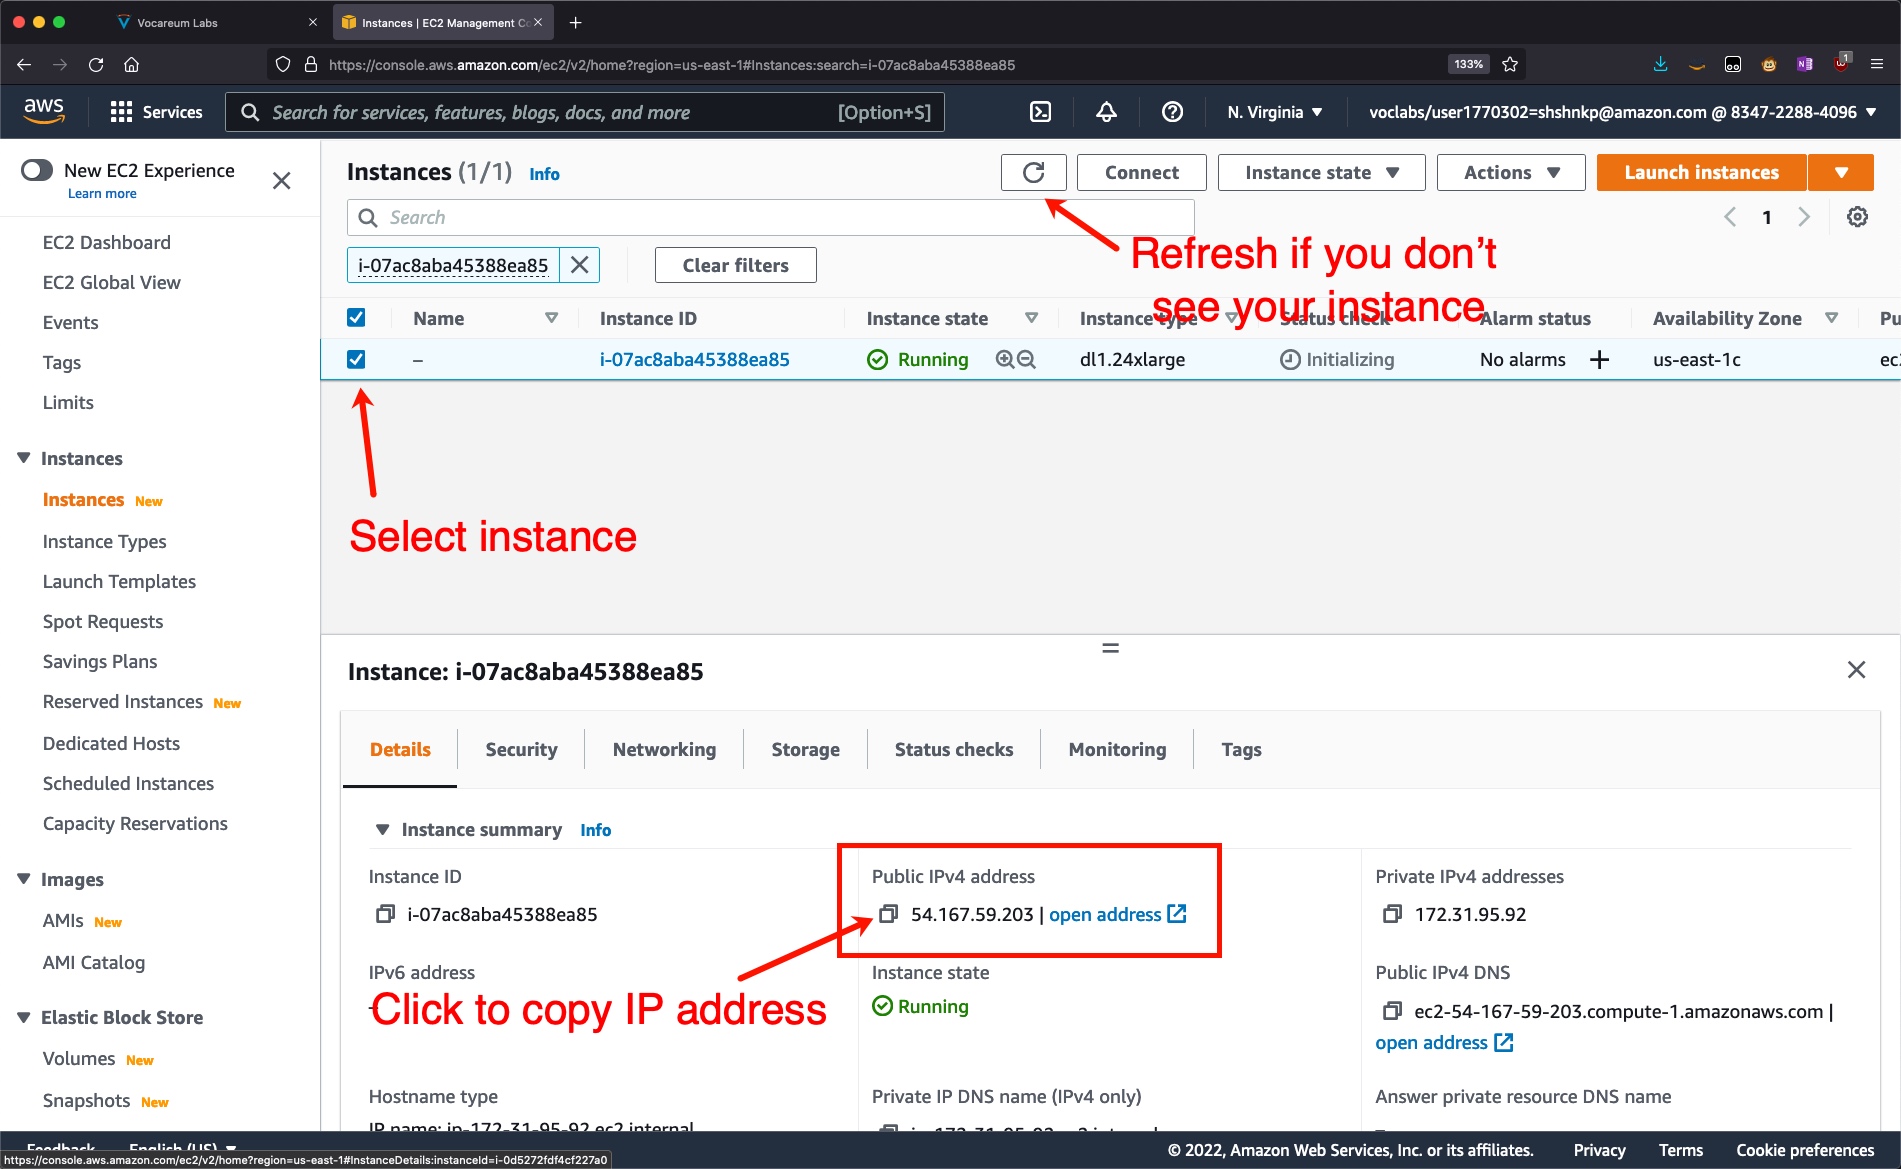 Vocareum Labs
Instances | EC2 Management Co
https://console.aws.amazon.com/ec2/v2/home?region=us-east-1#Instances:search=i-07ac8aba45388ea85
133%
1
aws
Services
Search for services, features, blogs, docs, and more
[Option+S]
N. Virginia
voclabs/user1770302=shshnkp@amazon.com @ 8347-2288-4096
New EC2 Experience
Learn more
EC2 Dashboard
EC2 Global View
Events
Tags
Limits
Instances
Instances New
Instance Types
Launch Templates
Spot Requests
Savings Plans
Reserved Instances New
Dedicated Hosts
Scheduled Instances
Capacity Reservations
Images
AMIs New
AMI Catalog
Elastic Block Store
Volumes New
Snapshots New
Instances (1/1) Info
Connect
Instance state
Actions
Launch instances
Search
1
i-07ac8aba45388ea85
Clear filters
Refresh if you don't
see your instance
Name Instance ID Instance state Instance type Status check Alarm status Availability Zone Pu
– i-07ac8aba45388ea85 Running dl1.24xlarge Initializing No alarms + us-east-1c ec
Select instance
Instance: i-07ac8aba45388ea85
Details Security Networking Storage Status checks Monitoring Tags
Instance summary Info
Instance ID
i-07ac8aba45388ea85
Public IPv4 address
54.167.59.203 | open address
Private IPv4 addresses
172.31.95.92
IPv6 address
–
Click to copy IP address
Instance state
Running
Public IPv4 DNS
ec2-54-167-59-203.compute-1.amazonaws.com |
open address
Hostname type
IP name: ip-172-31-95-92.ec2.internal
Private IP DNS name (IPv4 only)
ip-172-31-95-92.ec2.internal
Answer private resource DNS name
Feedback English (US)
© 2022, Amazon Web Services, Inc. or its affiliates. Privacy Terms Cookie preferences
https://console.aws.amazon.com/ec2/v2/home?region=us-east-1#InstanceDetails:instanceId=i-0d5272fdf4cf227a0